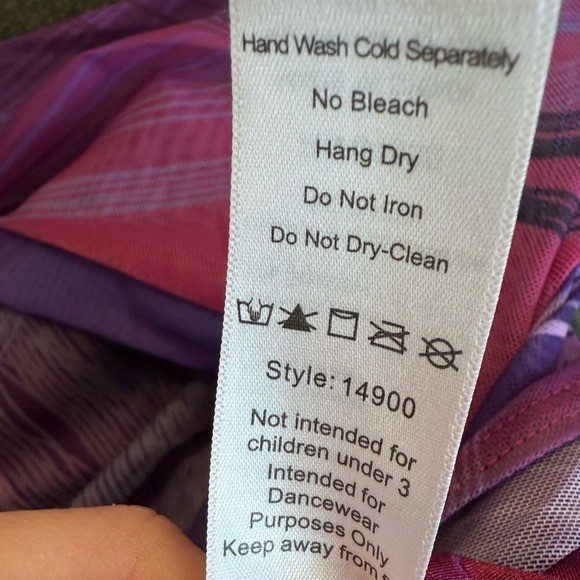 Hand Wash Cold Separately
No Bleach
Hang Dry
Do Not Iron
Do Not Dry-Clean
Style: 14900
Not intended for
children under 3
Intended for
Dancewear
Purposes Only
Keep away from